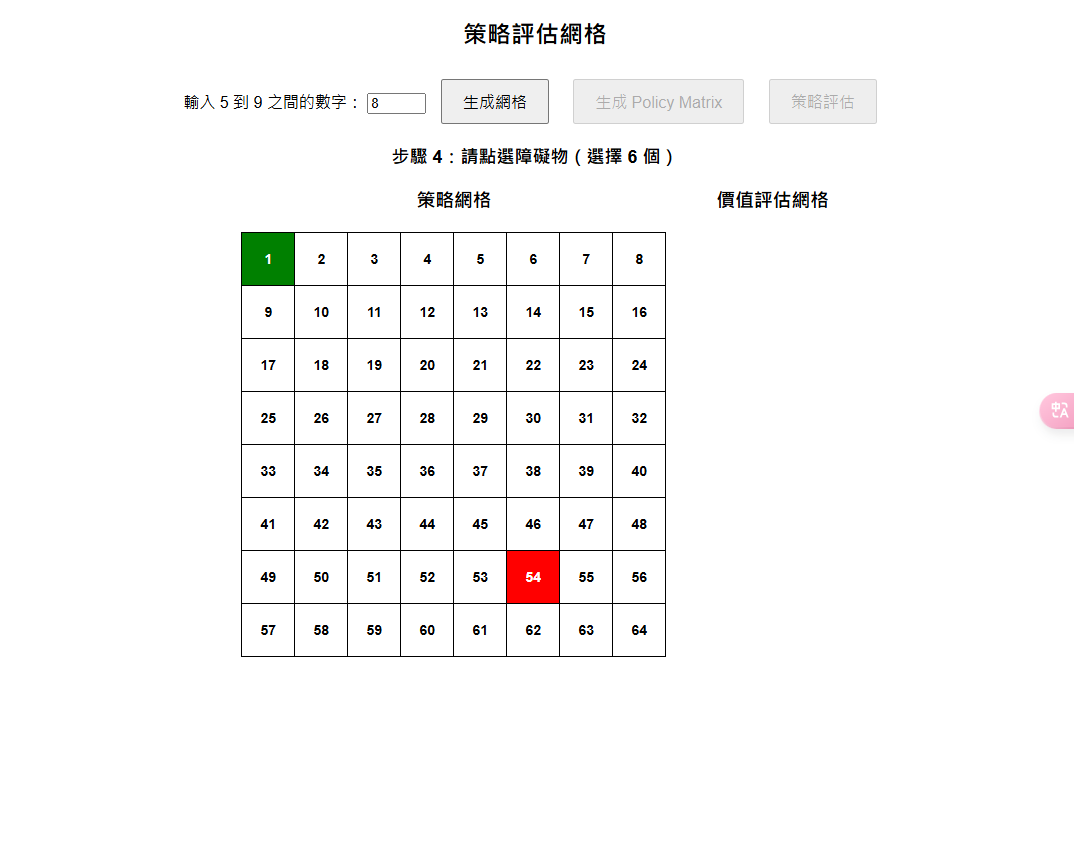 策略評估網格
輸入 5 到 9 之間的數字： 8 生成網格 生成 Policy Matrix 策略評估
步驟 4：請點選障礙物（選擇 6 個）
策略網格 價值評估網格
1 2 3 4 5 6 7 8
9 10 11 12 13 14 15 16
17 18 19 20 21 22 23 24
25 26 27 28 29 30 31 32
33 34 35 36 37 38 39 40
41 42 43 44 45 46 47 48
49 50 51 52 53 54 55 56
57 58 59 60 61 62 63 64